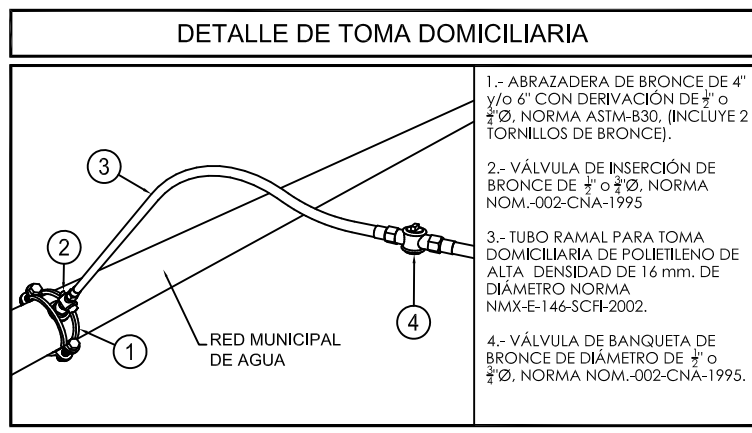 DETALLE DE TOMA DOMICILIARIA
3
2
1
4
RED MUNICIPAL
DE AGUA
1.- ABRAZADERA DE BRONCE DE 4"
y/o 6" CON DERIVACIÓN DE ½" o
¾"Ø, NORMA ASTM-B30, (INCLUYE 2
TORNILLOS DE BRONCE).
2.- VÁLVULA DE INSERCIÓN DE
BRONCE DE ½" o ¾"Ø, NORMA
NOM.-002-CNA-1995
3.- TUBO RAMAL PARA TOMA
DOMICILIARIA DE POLIETILENO DE
ALTA DENSIDAD DE 16 mm. DE
DIÁMETRO NORMA
NMX-E-146-SCFI-2002.
4.- VÁLVULA DE BANQUETA DE
BRONCE DE DIÁMETRO DE ½" o
¾"Ø, NORMA NOM.-002-CNA-1995.